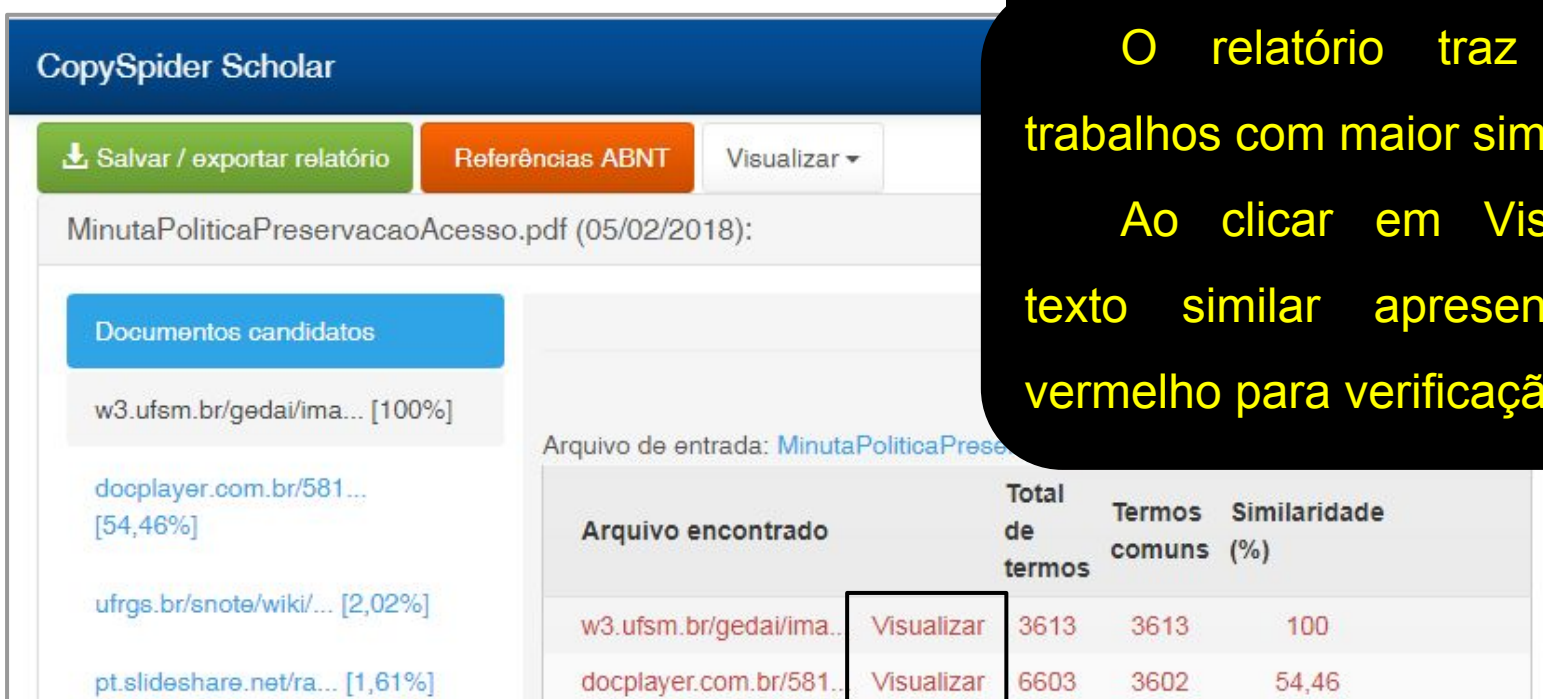 CopySpider Scholar
Salvar / exportar relatório
Referências ABNT
Visualizar
MinutaPoliticaPreservacaoAcesso.pdf (05/02/2018):
O relatório traz
trabalhos com maior sim
Ao clicar em Vis
texto similar apresen
vermelho para verificaçã
Documentos candidatos
w3.ufsm.br/gedai/ima... [100%]
docplayer.com.br/581...
[54,46%]
ufrgs.br/snote/wiki/... [2,02%]
pt.slideshare.net/ra... [1,61%]
Arquivo de entrada: MinutaPoliticaPrese
Arquivo encontrado Total de termos Termos comuns Similaridade (%)
w3.ufsm.br/gedai/ima.. Visualizar 3613 3613 100
docplayer.com.br/581.. Visualizar 6603 3602 54,46